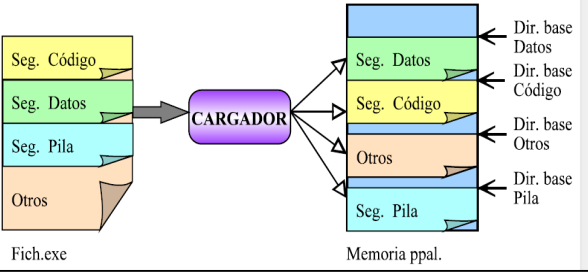 Seg. Código
Seg. Datos
Seg. Pila
Otros
Fich.exe
CARGADOR
Seg. Datos
Seg. Código
Otros
Seg. Pila
Memoria ppal.
Dir. base
Datos
Dir. base
Código
Dir. base
Otros
Dir. base
Pila